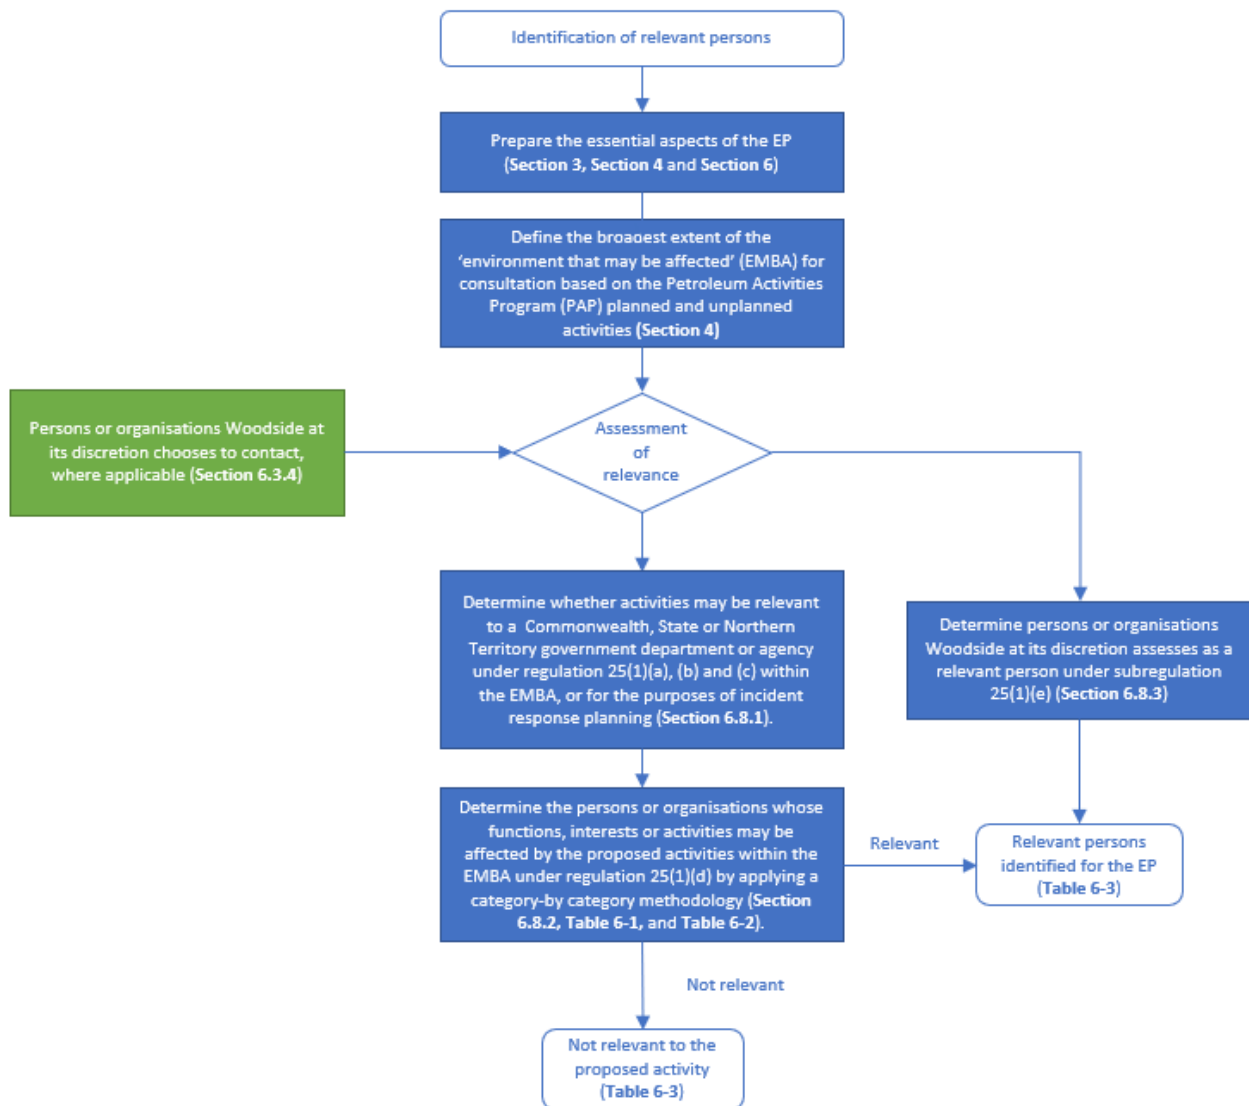 Identification of relevant persons
Prepare the essential aspects of the EP
(Section 3, Section 4 and Section 6)
Define the broadest extent of the
‘environment that may be affected’ (EMBA) for
consultation based on the Petroleum Activities
Program (PAP) planned and unplanned
activities (Section 4)
Persons or organisations Woodside at
its discretion chooses to contact,
where applicable (Section 6.3.4)
Assessment
of
relevance
Determine whether activities may be relevant
to a Commonwealth, State or Northern
Territory government department or agency
under regulation 25(1)(a), (b) and (c) within
the EMBA, or for the purposes of incident
response planning (Section 6.8.1).
Determine persons or organisations
Woodside at its discretion assesses as a
relevant person under subregulation
25(1)(e) (Section 6.8.3)
Determine the persons or organisations whose
functions, interests or activities may be
affected by the proposed activities within the
EMBA under regulation 25(1)(d) by applying a
category-by category methodology (Section
6.8.2, Table 6-1, and Table 6-2).
Relevant
Relevant persons
identified for the EP
(Table 6-3)
Not relevant
Not relevant to the
proposed activity
(Table 6-3)